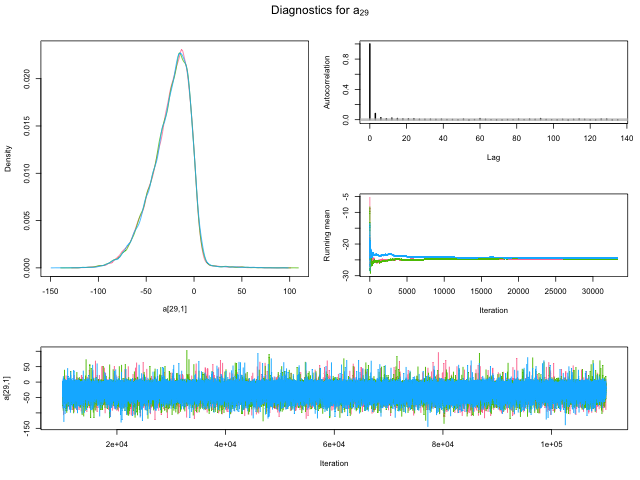 Diagnostics for a29
Density
0.000 0.005 0.010 0.015 0.020
-150 -100 -50 0 50 100
a[29,1]
Autocorrelation
0.0 0.4 0.8
0 20 40 60 80 100 120 140
Lag
Running mean
-30 -20 -10 -5
0 5000 10000 15000 20000 25000 30000
Iteration
a[29,1]
-150 -50 0 50
2e+04 4e+04 6e+04 8e+04 1e+05
Iteration